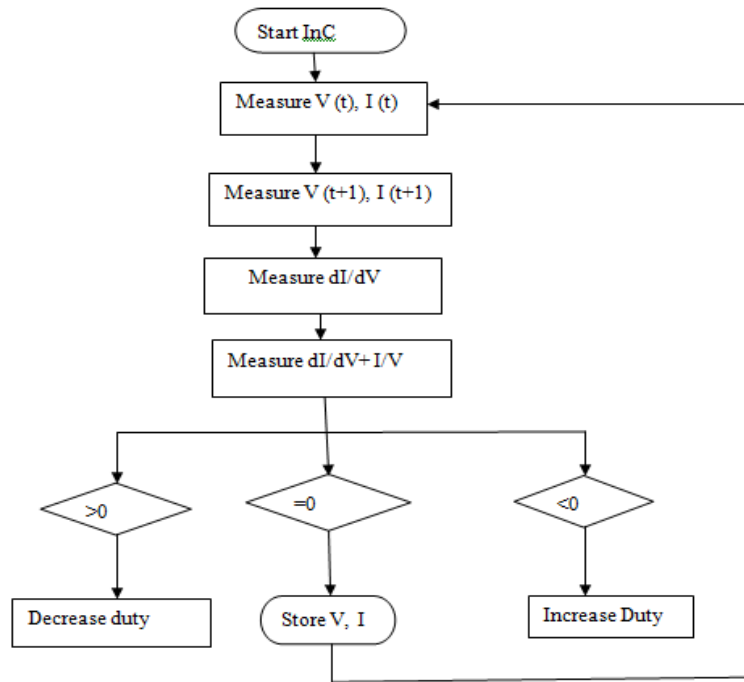 Start InC
Measure V (t), I (t)
Measure V (t+1), I (t+1)
Measure dI/dV
Measure dI/dV+ I/V
>0
=0
<0
Decrease duty
Store V, I
Increase Duty